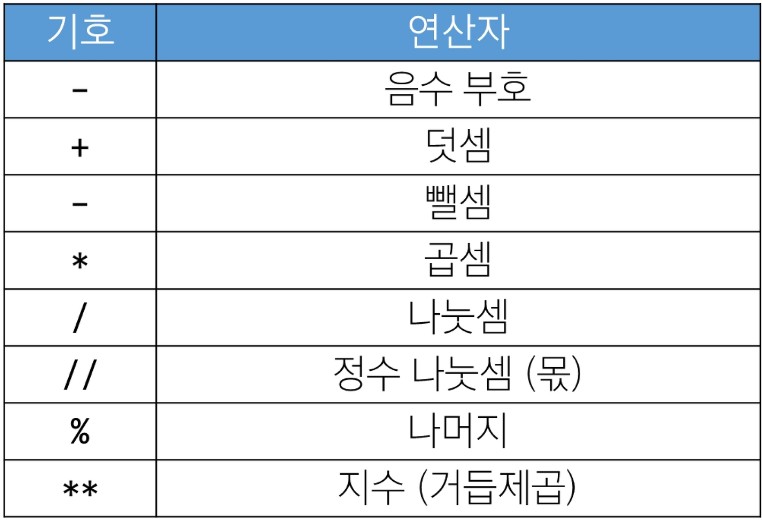 기호 연산자
- 음수 부호
+ 덧셈
- 뺄셈
* 곱셈
/ 나눗셈
// 정수 나눗셈 (몫)
% 나머지
** 지수 (거듭제곱)